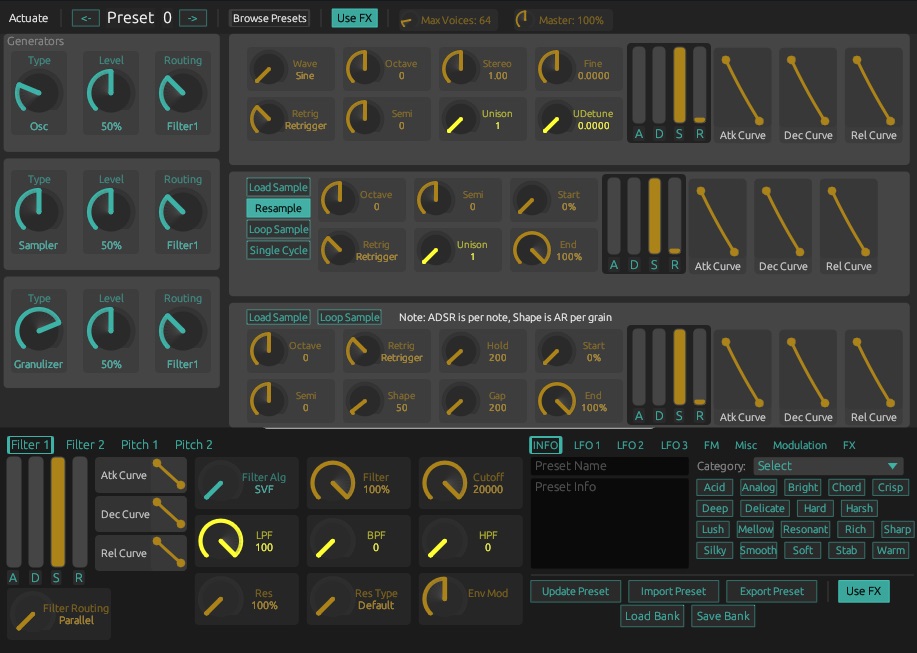 Actuate <- Preset 0 -> Browse Presets Use FX Max Voices: 64 Master: 100%
Generators
Type Level Routing
Osc 50% Filter1
Wave Sine Octave 0 Stereo 1.00 Fine 0.0000
Retrig Retrigger Semi 0 Unison 1 UDetune 0.0000
A D S R Atk Curve Dec Curve Rel Curve
Type Level Routing
Sampler 50% Filter1
Load Sample
Resample
Loop Sample
Single Cycle
Octave 0 Semi 0 Start 0%
Retrig Retrigger Unison 1 End 100%
A D S R Atk Curve Dec Curve Rel Curve
Type Level Routing
Granulizer 50% Filter1
Load Sample Loop Sample Note: ADSR is per note, Shape is AR per grain
Octave 0 Retrig Retrigger Hold 200 Start 0%
Semi 0 Shape 50 Gap 200 End 100%
A D S R Atk Curve Dec Curve Rel Curve
Filter 1 Filter 2 Pitch 1 Pitch 2
Atk Curve
Dec Curve
Rel Curve
A D S R
Filter Routing
Parallel
Filter Alg SVF Filter 100% Cutoff 20000
LPF 100 BPF 0 HPF 0
Res 100% Res Type Default Env Mod
INFO LFO 1 LFO 2 LFO 3 FM Misc Modulation FX
Preset Name
Preset Info
Category: Select
Acid Analog Bright Chord Crisp
Deep Delicate Hard Harsh
Lush Mellow Resonant Rich Sharp
Silky Smooth Soft Stab Warm
Update Preset Import Preset Export Preset Use FX
Load Bank Save Bank